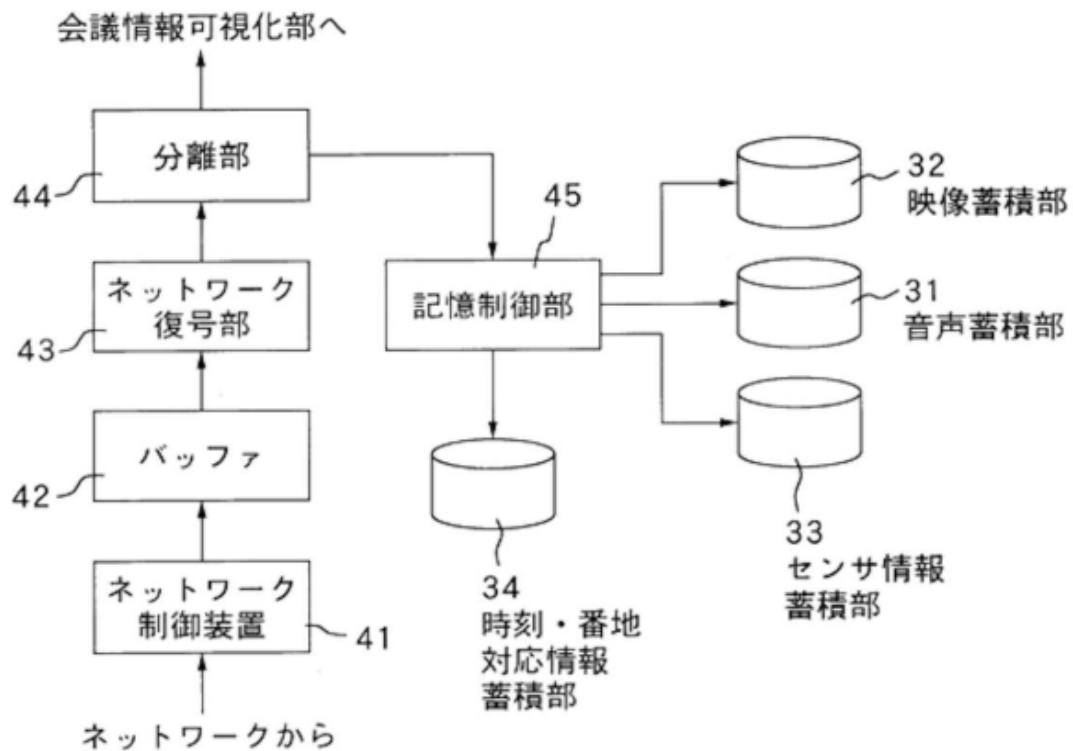 会議情報可視化部へ
分離部
44
ネットワーク
復号部
43
バッファ
42
ネットワーク
制御装置
41
ネットワークから
45
記憶制御部
32
映像蓄積部
31
音声蓄積部
33
センサ情報
蓄積部
34
時刻・番地
対応情報
蓄積部